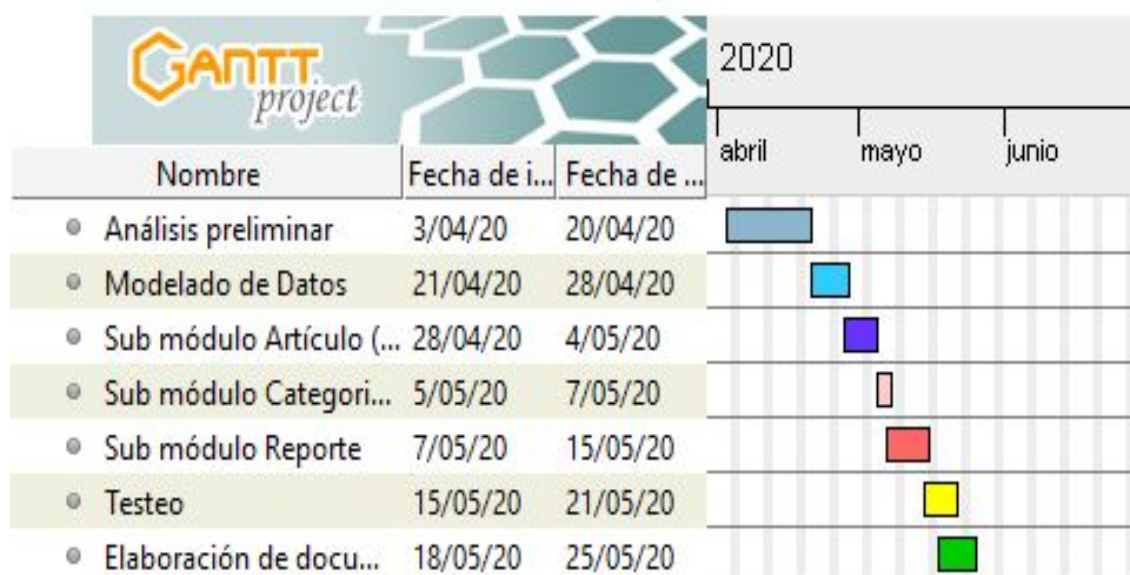 GANTT
project
2020
abril mayo junio
Nombre Fecha de i... Fecha de ...
Análisis preliminar 3/04/20 20/04/20
Modelado de Datos 21/04/20 28/04/20
Sub módulo Artículo (... 28/04/20 4/05/20
Sub módulo Categori... 5/05/20 7/05/20
Sub módulo Reporte 7/05/20 15/05/20
Testeo 15/05/20 21/05/20
Elaboración de docu... 18/05/20 25/05/20